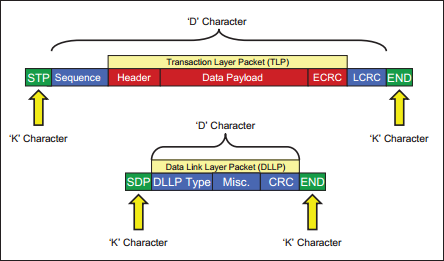 ‘D’ Character
Transaction Layer Packet (TLP)
STP Sequence Header Data Payload ECRC LCRC END
‘K’ Character ‘K’ Character
‘D’ Character
Data Link Layer Packet (DLLP)
SDP DLLP Type Misc. CRC END
‘K’ Character ‘K’ Character